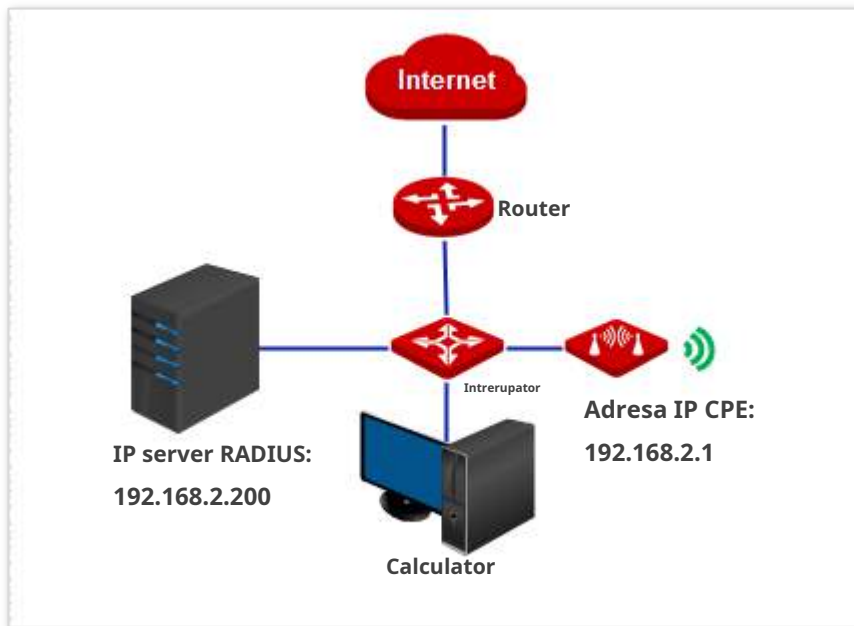 Internet
Router
Intrerupator
Adresa IP CPE:
192.168.2.1
IP server RADIUS:
192.168.2.200
Calculator